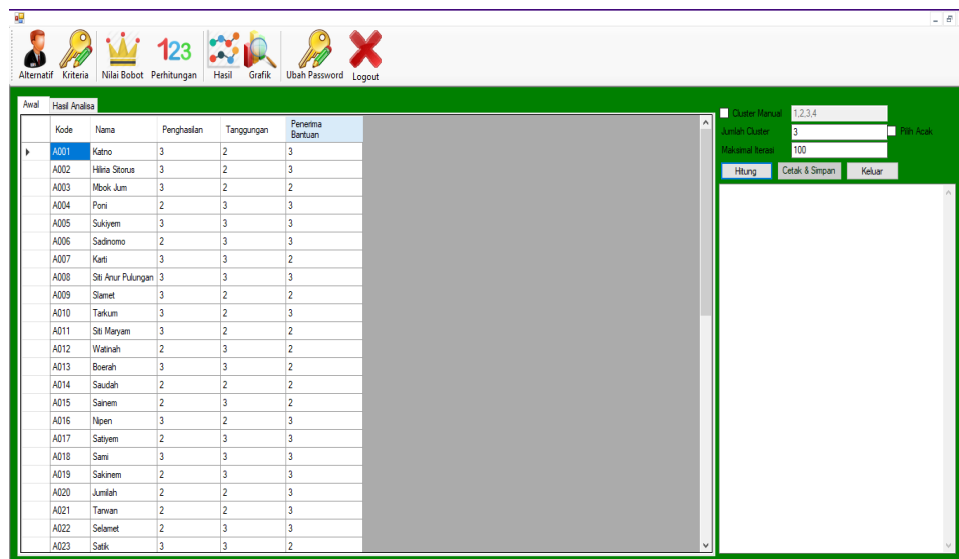 123
Alternatif Kriteria Nilai Bobot Perhitungan Hasil Grafik Ubah Password Logout
Awal Hasil Analisa
Kode Nama Penghasilan Tanggungan Penerima Bantuan
A001 Katno 3 2 3
A002 Hiliria Sitorus 3 2 3
A003 Mbok Jum 3 2 2
A004 Poni 2 3 3
A005 Sukiyem 3 3 3
A006 Sadinomo 2 3 3
A007 Karti 3 3 2
A008 Siti Anur Pulungan 3 3 2
A009 Slamet 3 2 2
A010 Tarkum 3 2 3
A011 Siti Maryam 3 2 2
A012 Watinah 2 3 2
A013 Boerah 3 3 2
A014 Saudah 2 2 2
A015 Sainem 2 3 2
A016 Nipen 3 2 3
A017 Satiyem 2 3 3
A018 Sami 3 3 3
A019 Sakinem 2 3 3
A020 Jumilah 2 2 3
A021 Tarwan 2 2 3
A022 Selamet 2 3 3
A023 Satik 3 3 2
Cluster Manual 1,2,3,4
Jumlah Cluster 3 Pilih Acak
Maksimal Iterasi 100
Hitung Cetak & Simpan Keluar